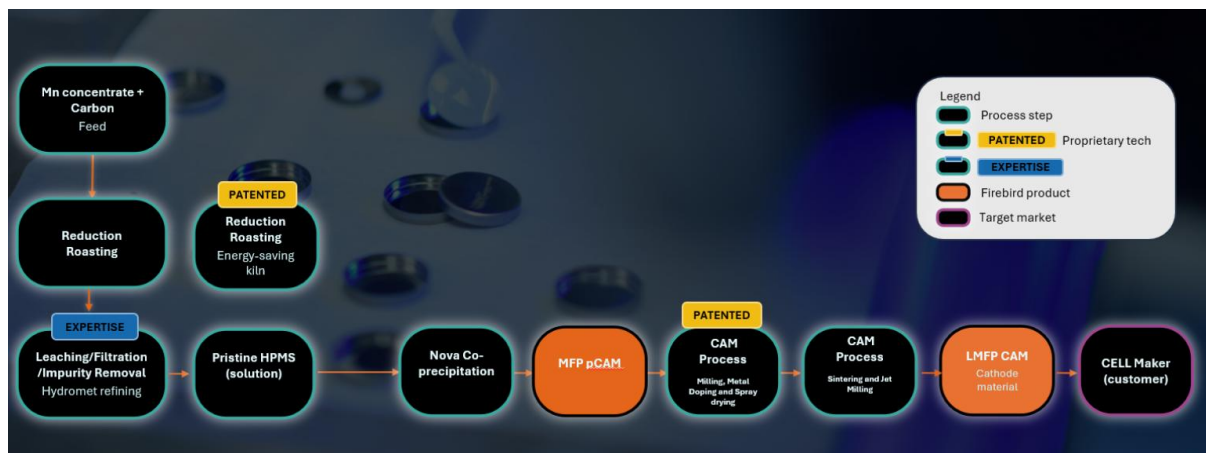 Mn concentrate +
Carbon
Feed
Legend
Process step
PATENTED Proprietary tech
EXPERTISE
Firebird product
Target market
Reduction
Roasting
PATENTED
Reduction
Roasting
Energy-saving
kiln
EXPERTISE
Leaching/Filtration
/Impurity Removal
Hydromet refining
Pristine HPMS
(solution)
Nova Co-
precipitation
MFP pCAM
PATENTED
CAM
Process
Milling, Metal
Doping and Spray
drying
CAM
Process
Sintering and Jet
Milling
LMFP CAM
Cathode
material
CELL Maker
(customer)